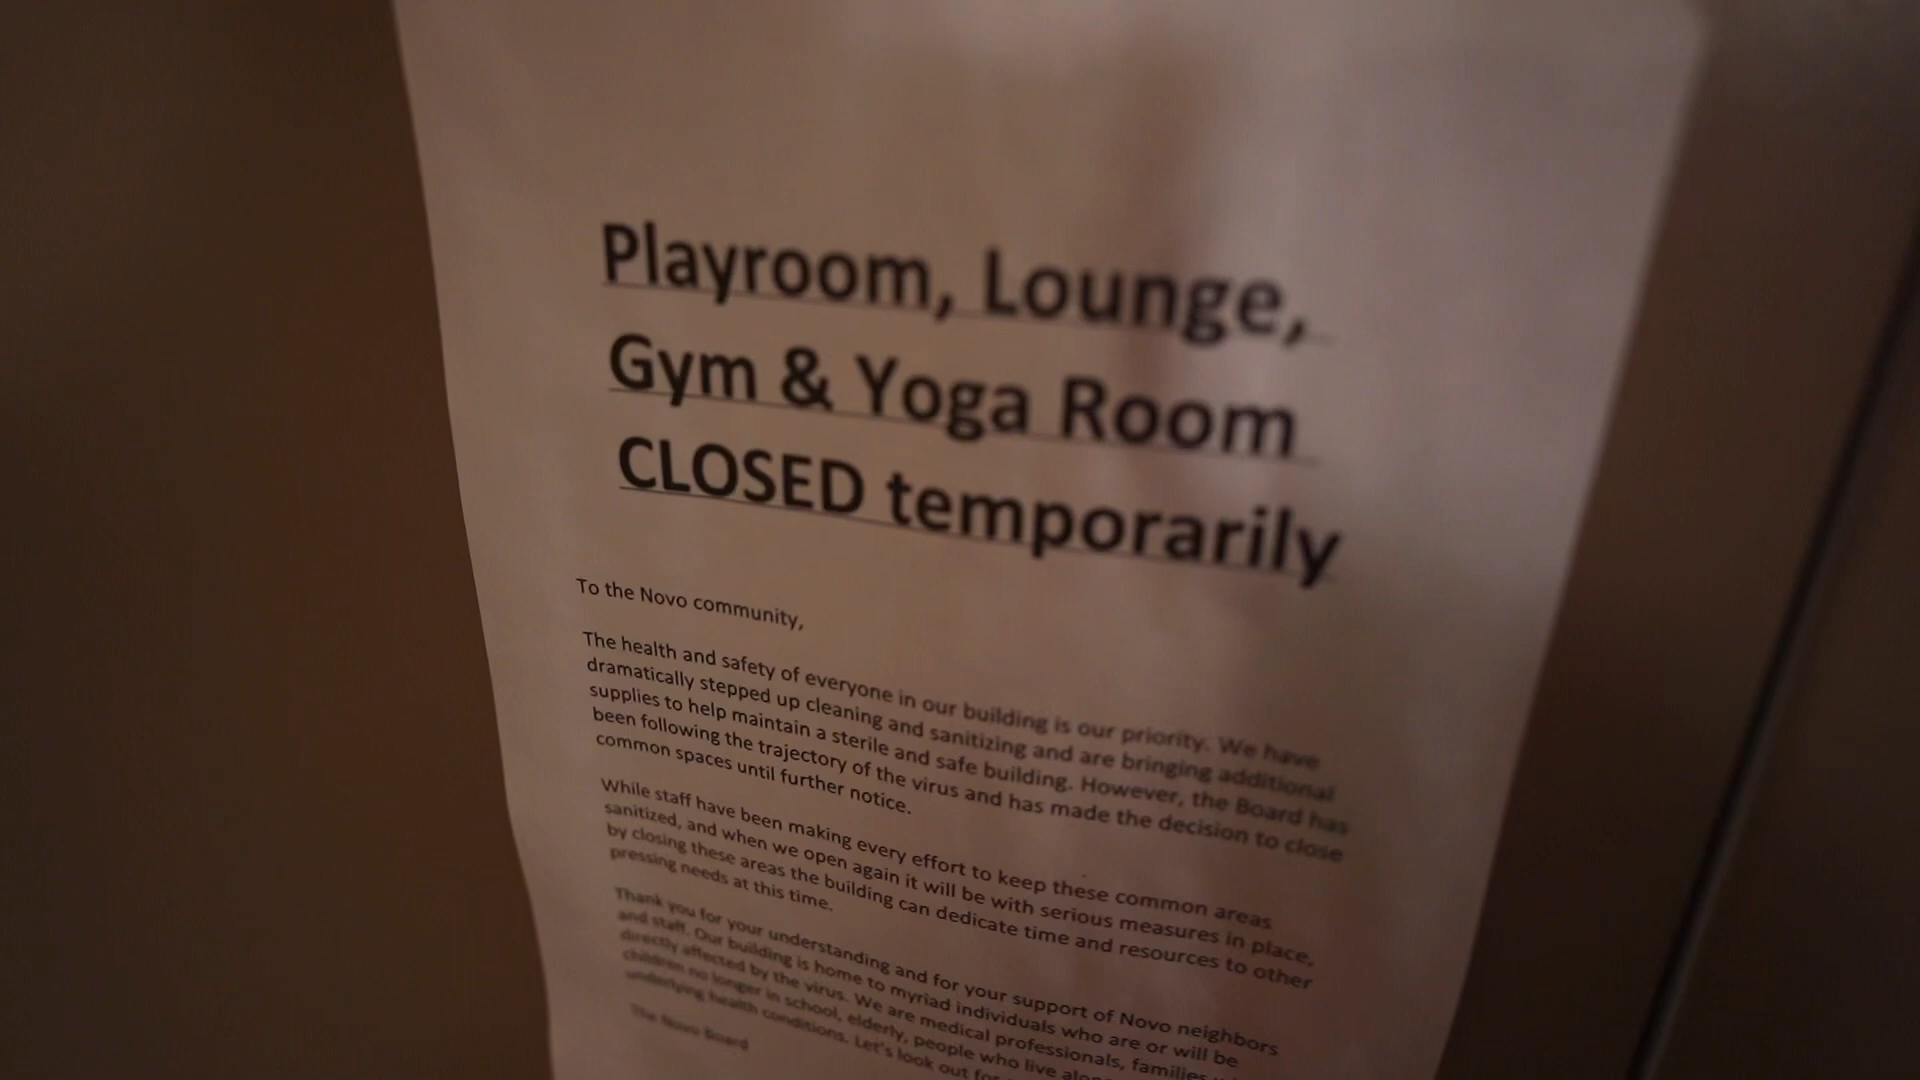 Playroom, Lounge,
Gym & Yoga Room
CLOSED temporarily
To the Novo community,
The health and safety of everyone in our building is our priority. We have
dramatically stepped up cleaning and sanitizing and are bringing additional
supplies to help maintain a sterile and safe building. However, the Board has
been following the trajectory of the virus and has made the decision to close
common spaces until further notice.
While staff have been making every effort to keep these common areas
sanitized, and when we open again it will be with serious measures in place,
by closing these areas the building can dedicate time and resources to other
pressing needs at this time.
Thank you for your understanding and for your support of Novo neighbors
and staff. Our building is home to myriad individuals who are or will be
directly affected by the virus. We are medical professionals, families
children no longer in school, elderly, people who live
underlying health conditions. Let's look out for
The Novo Board